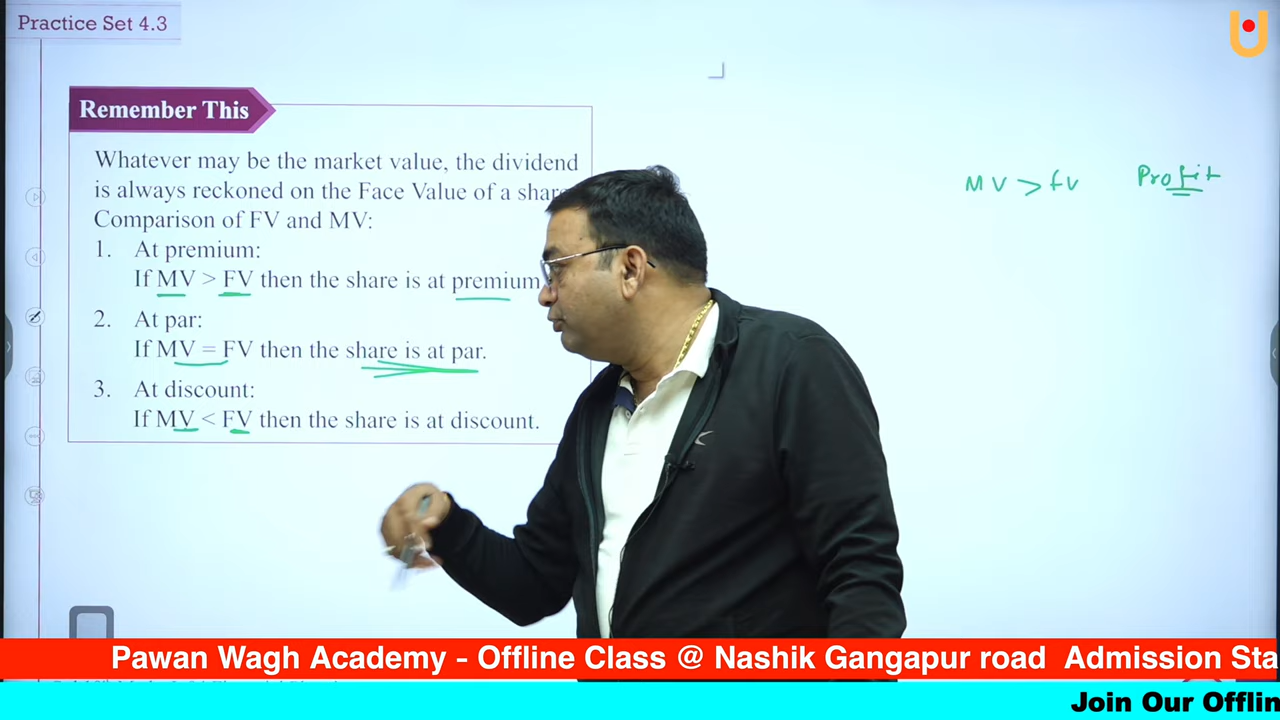 Practice Set 4.3
Remember This
Whatever may be the market value, the dividend
is always reckoned on the Face Value of a
Comparison of FV and MV:
1. At premium:
If MV > FV then the share is at premium
2. At par:
If MV = FV then the share is at par.
3. At discount:
If MV < FV then the share is at discount.
MV > fv Profit
Pawan Wagh Academy - Offline Class @ Nashik Gangapur road Admission
Join Our